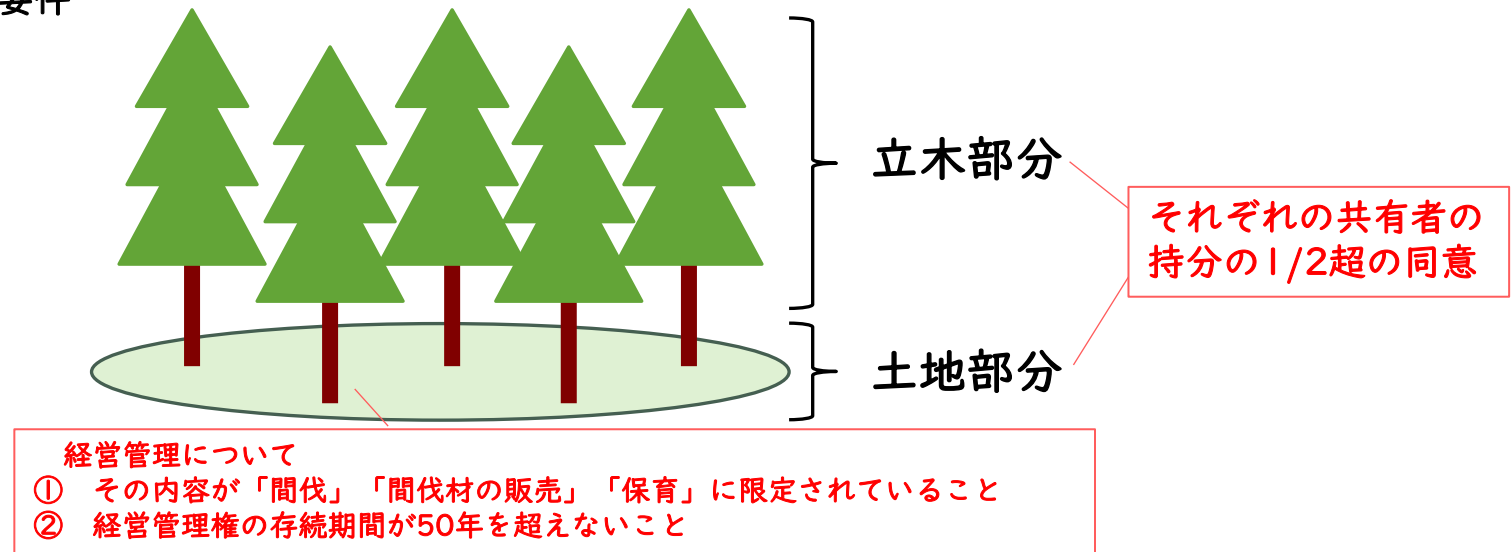 要件
立木部分
それぞれの共有者の
持分の1/2超の同意
土地部分
経営管理について
① その内容が「間伐」「間伐材の販売」「保育」に限定されていること
② 経営管理権の存続期間が50年を超えないこと